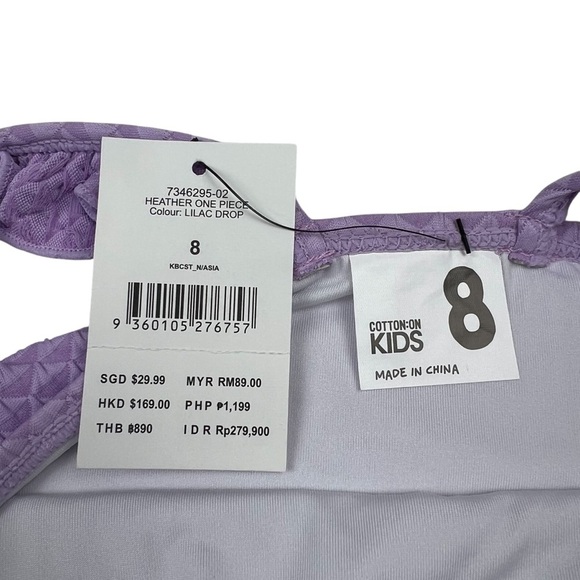 7346295-02
HEATHER ONE PIECE
Colour: LILAC DROP
8
KBCST_N/ASIA
9 360105 276757
SGD $29.99 MYR RM89.00
HKD $169.00 PHP ₱1,199
THB ฿890 IDR Rp279,900
COTTON:ON
KIDS
8
MADE IN CHINA